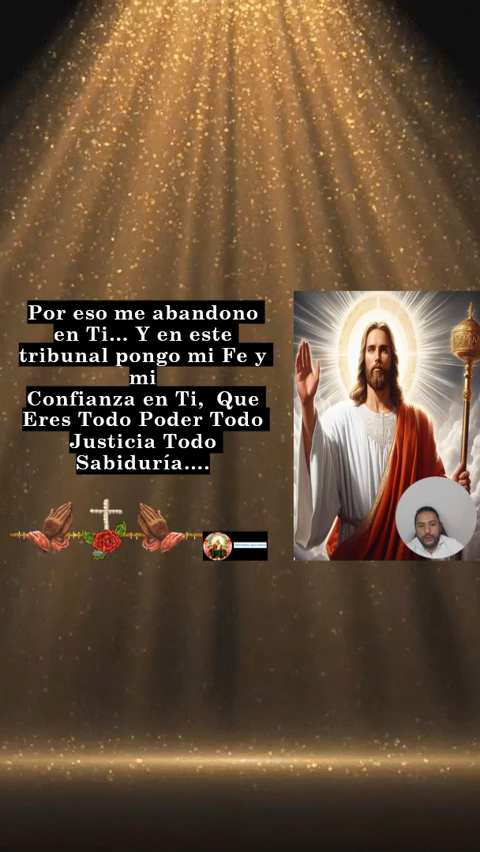 Por eso me abandono
en Ti... Y en este
tribunal pongo mi Fe y
mi
Confianza en Ti,  Que
Eres Todo Poder Todo
Justicia Todo
Sabiduría....